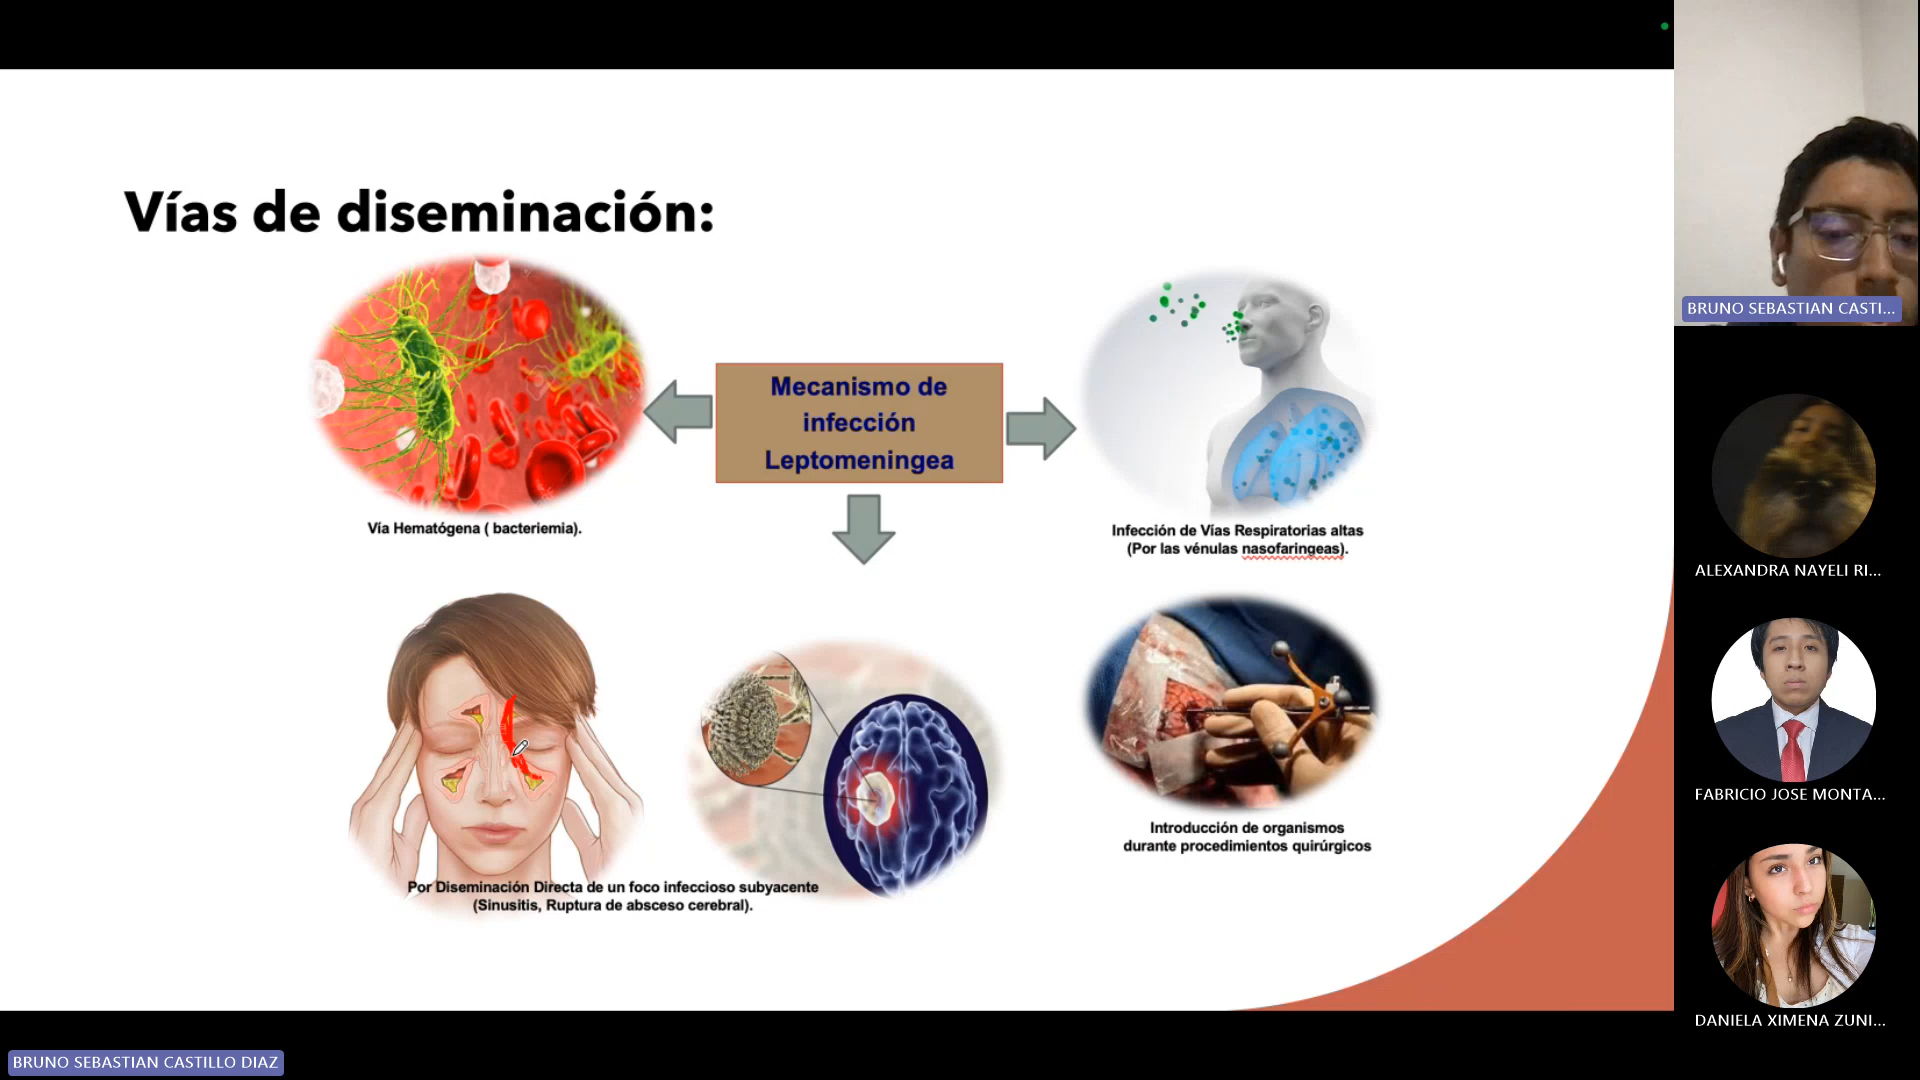 Vías de diseminación:
Mecanismo de
infección
Leptomeningea
Vía Hematógena ( bacteriemia).
Infección de Vías Respiratorias altas
(Por las vénulas nasofaringeas).
Por Diseminación Directa de un foco infeccioso subyacente
(Sinusitis, Ruptura de absceso cerebral).
Introducción de organismos
durante procedimientos quirúrgicos
BRUNO SEBASTIAN CASTI...
ALEXANDRA NAYELI RI...
FABRICIO JOSE MONTA...
DANIELA XIMENA ZUNI...
BRUNO SEBASTIAN CASTILLO DIAZ